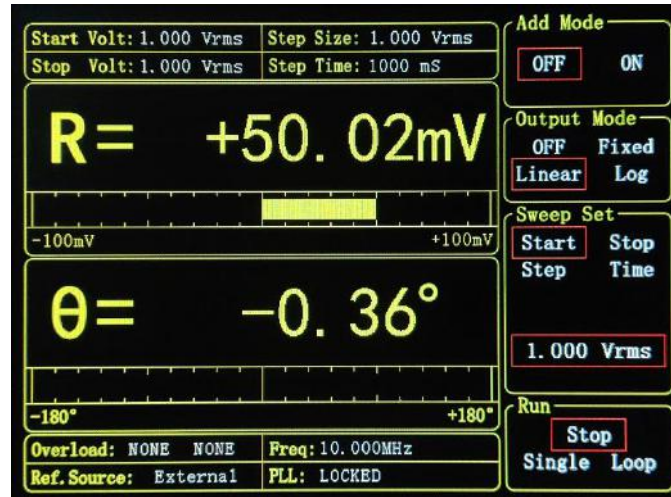 Start Volt: 1.000 Vrms
Step Size: 1.000 Vrms
Stop Volt: 1.000 Vrms
Step Time: 1000 mS
R= +50.02mV
-100mV
+100mV
θ= -0.36°
-180°
+180°
Overload: NONE NONE
Freq: 10.000MHz
Ref.Source: External
PLL: LOCKED
Add Mode
OFF ON
Output Mode
OFF Fixed
Linear Log
Sweep Set
Start Stop
Step Time
1.000 Vrms
Run
Stop
Single Loop